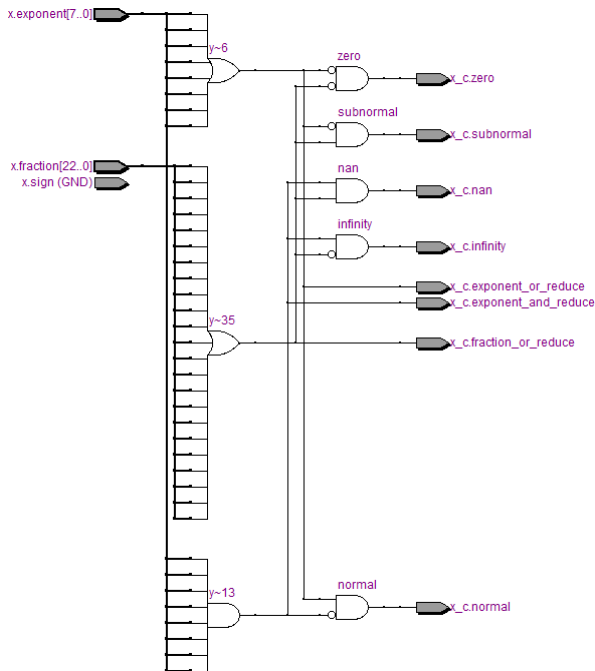 x.exponent[7..0]
y~6
zero
x_c.zero
subnormal
x_c.subnormal
x.fraction[22..0]
x.sign (GND)
nan
x_c.nan
infinity
x_c.infinity
x_c.exponent_or_reduce
x_c.exponent_and_reduce
y~35
x_c.fraction_or_reduce
y~13
normal
x_c.normal